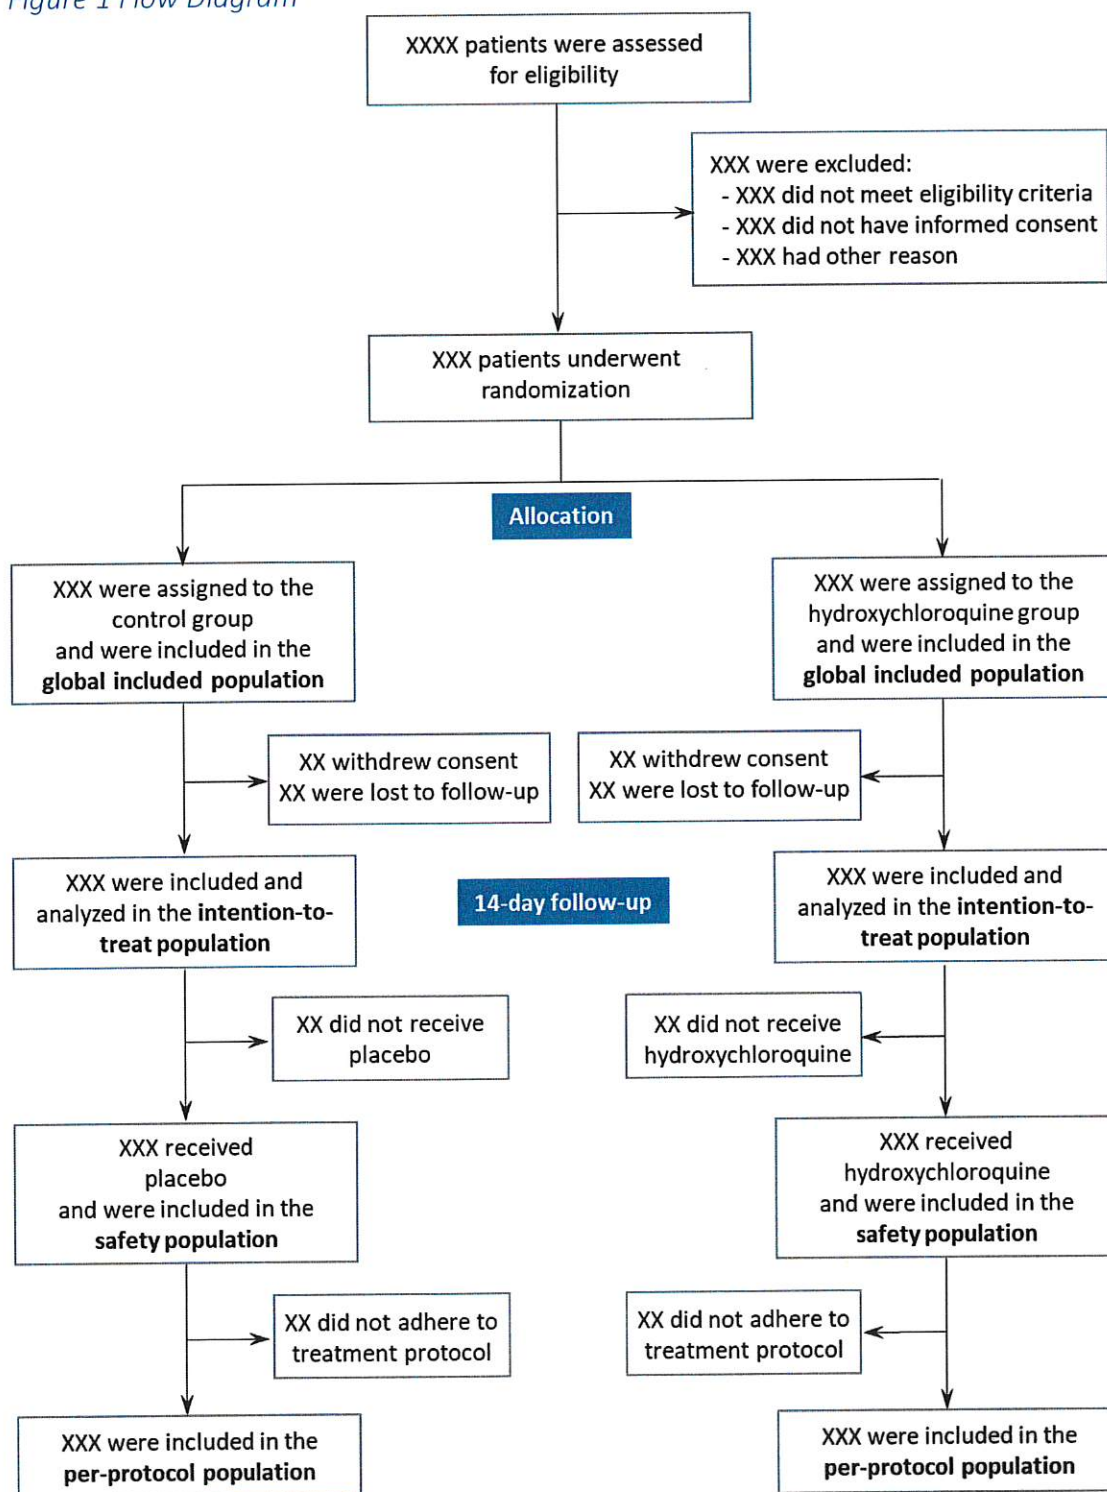 Figure 1 Flow Diagram
XXXX patients were assessed
for eligibility
XXX were excluded:
- XXX did not meet eligibility criteria
- XXX did not have informed consent
- XXX had other reason
XXX patients underwent
randomization
Allocation
XXX were assigned to the
control group
and were included in the
global included population
XXX were assigned to the
hydroxychloroquine group
and were included in the
global included population
XX withdrew consent
XX were lost to follow-up
XX withdrew consent
XX were lost to follow-up
XXX were included and
analyzed in the intention-to-
treat population
14-day follow-up
XXX were included and
analyzed in the intention-to-
treat population
XX did not receive
placebo
XX did not receive
hydroxychloroquine
XXX received
placebo
and were included in the
safety population
XXX received
hydroxychloroquine
and were included in the
safety population
XX did not adhere to
treatment protocol
XX did not adhere to
treatment protocol
XXX were included in the
per-protocol population
XXX were included in the
per-protocol population